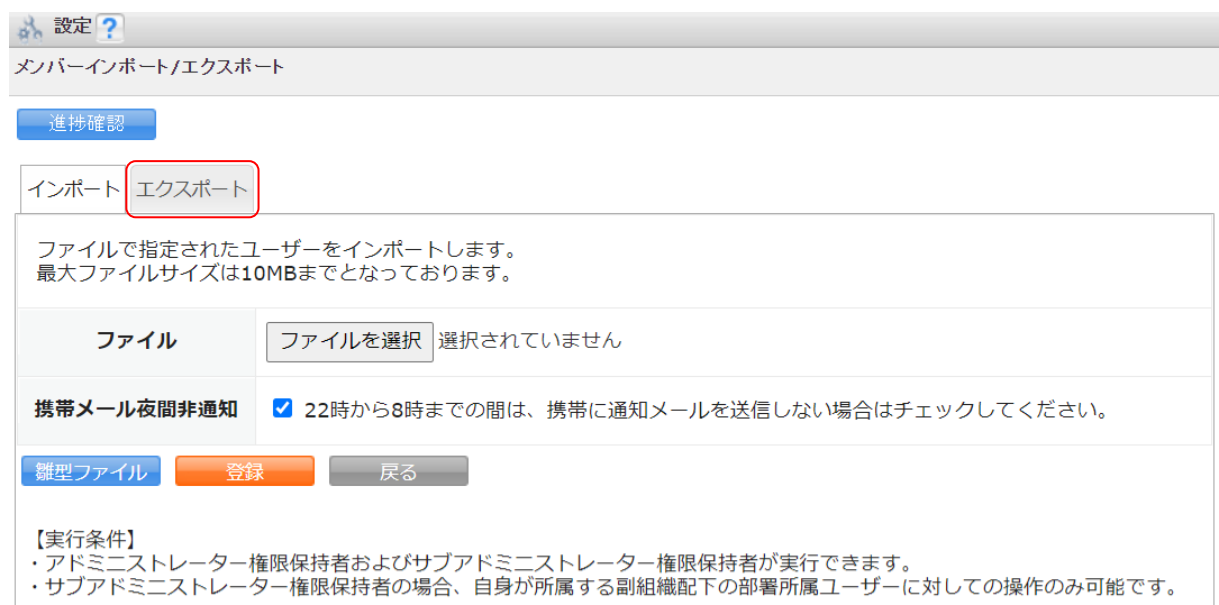 設定 ?
メンバーインポート/エクスポート
進捗確認
インポート エクスポート
ファイルで指定されたユーザーをインポートします。
最大ファイルサイズは10MBまでとなっております。
ファイル ファイルを選択 選択されていません
携帯メール夜間非通知 22時から8時までの間は、携帯に通知メールを送信しない場合はチェックしてください。
雛型ファイル 登録 戻る
【実行条件】
・アドミニストレーター権限保持者およびサブアドミニストレーター権限保持者が実行できます。
・サブアドミニストレーター権限保持者の場合、自身が所属する副組織配下の部署所属ユーザーに対しての操作のみ可能です。